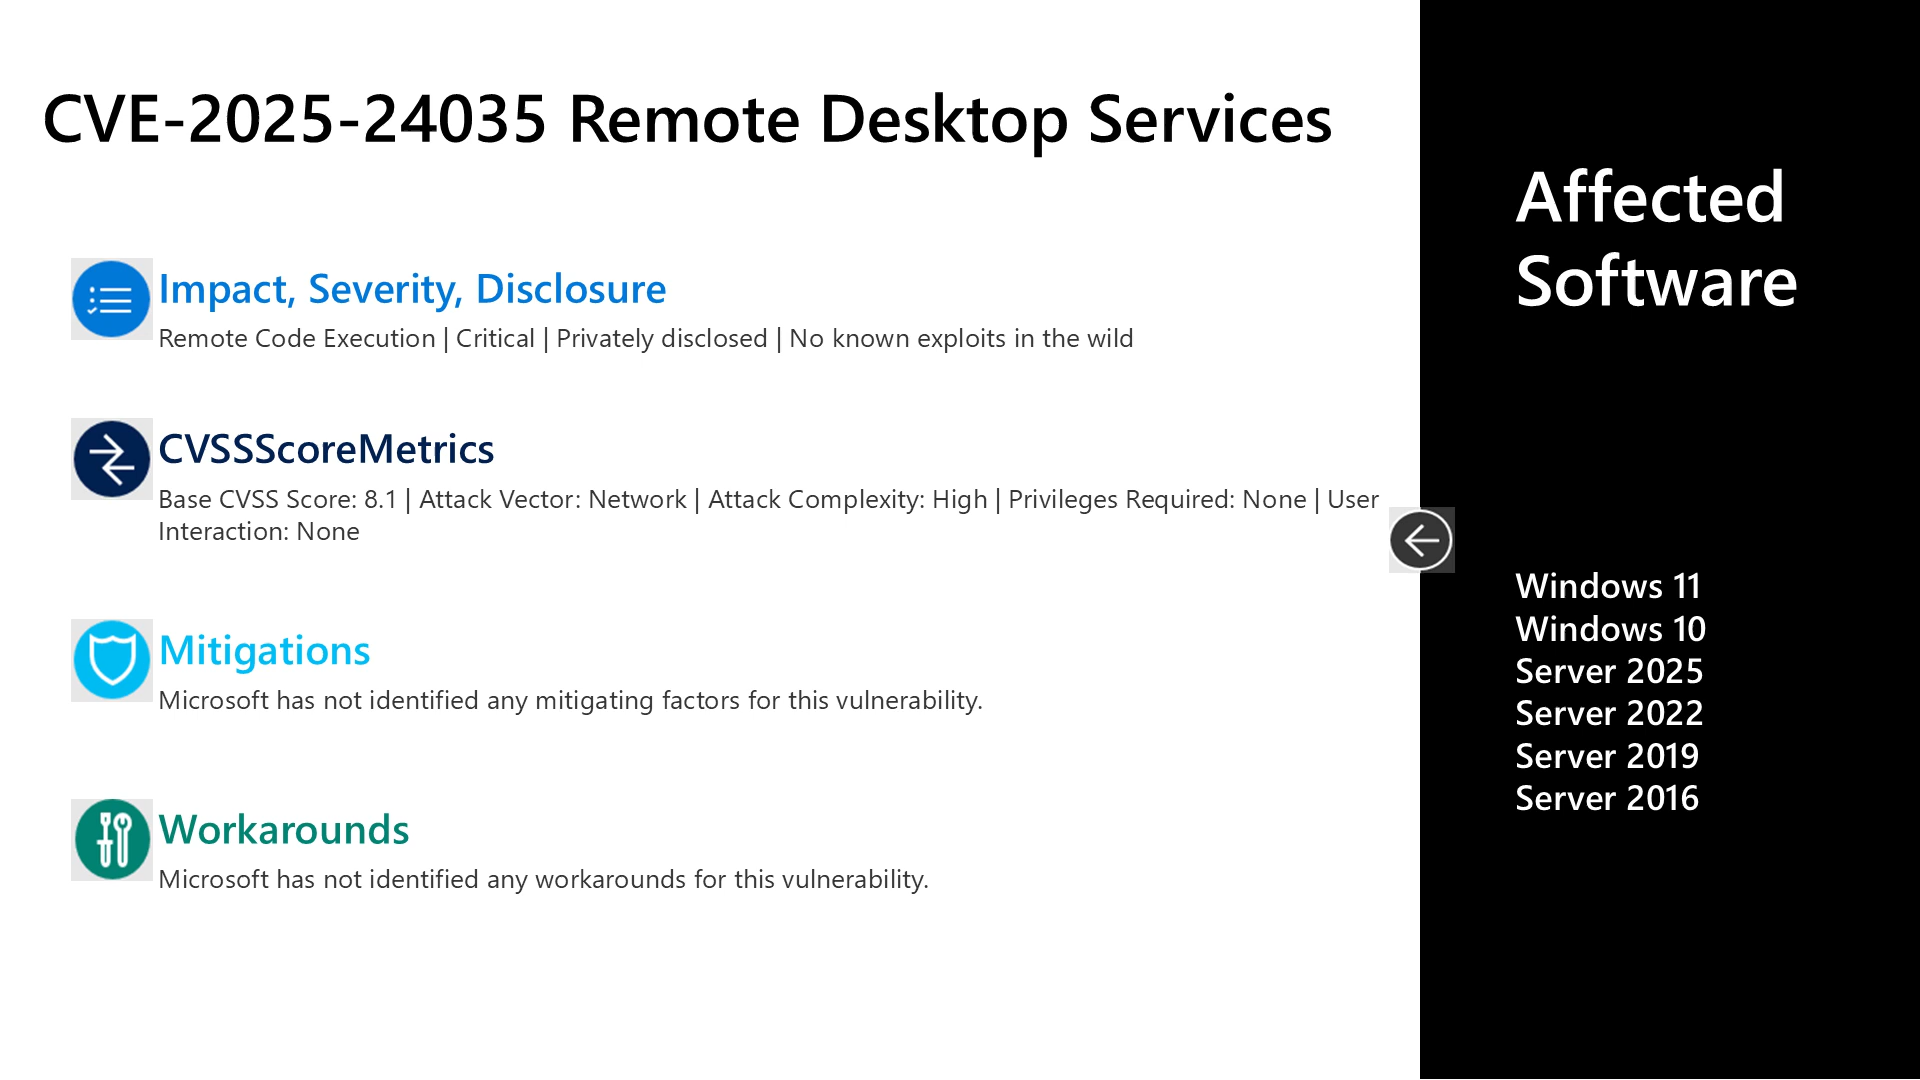 CVE-2025-24035 Remote Desktop Services
Impact, Severity, Disclosure
Remote Code Execution | Critical | Privately disclosed | No known exploits in the wild
CVSSScoreMetrics
Base CVSS Score: 8.1 | Attack Vector: Network | Attack Complexity: High | Privileges Required: None | User
Interaction: None
Mitigations
Microsoft has not identified any mitigating factors for this vulnerability.
Workarounds
Microsoft has not identified any workarounds for this vulnerability.
Affected
Software
Windows 11
Windows 10
Server 2025
Server 2022
Server 2019
Server 2016